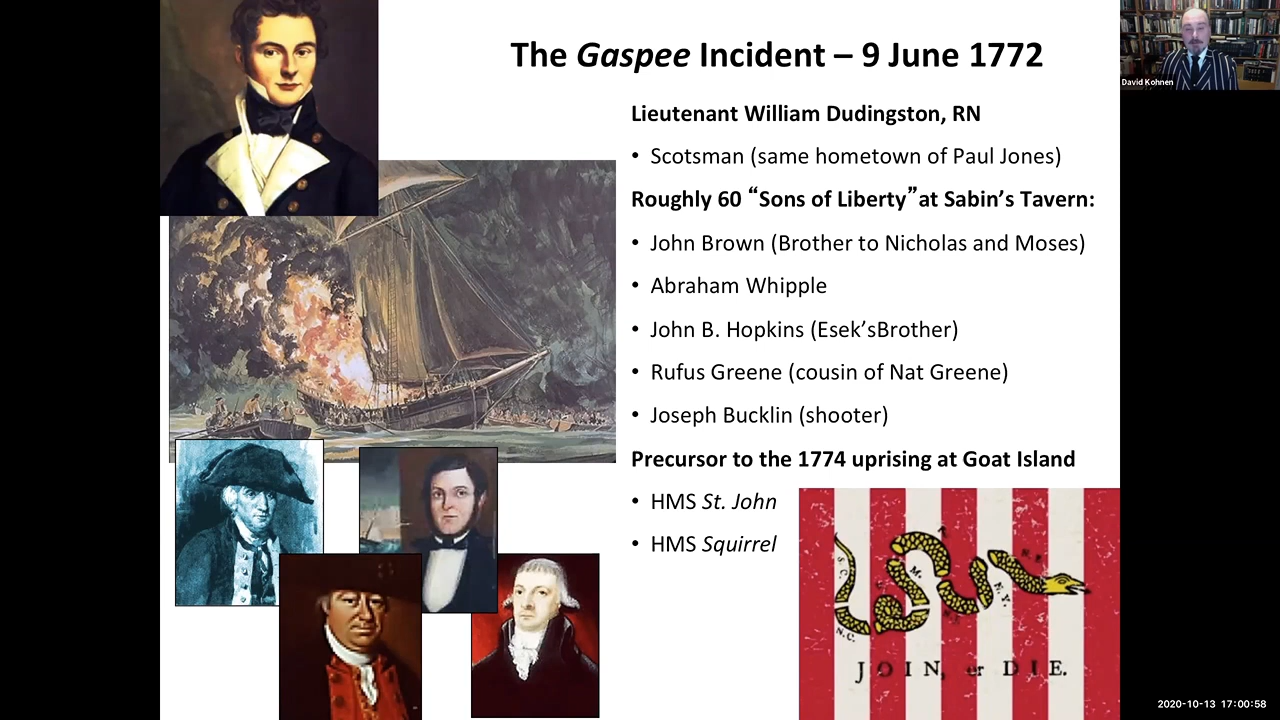 The Gaspee Incident – 9 June 1772
David Kohnen
Lieutenant William Dudingston, RN
• Scotsman (same hometown of Paul Jones)
Roughly 60 “Sons of Liberty”at Sabin’s Tavern:
• John Brown (Brother to Nicholas and Moses)
• Abraham Whipple
• John B. Hopkins (Esek’sBrother)
• Rufus Greene (cousin of Nat Greene)
• Joseph Bucklin (shooter)
Precursor to the 1774 uprising at Goat Island
• HMS St. John
• HMS Squirrel
S.C.
N.C.
M.
N.Y.
N.E.
JOIN, or DIE.
2020-10-13 17:00:58